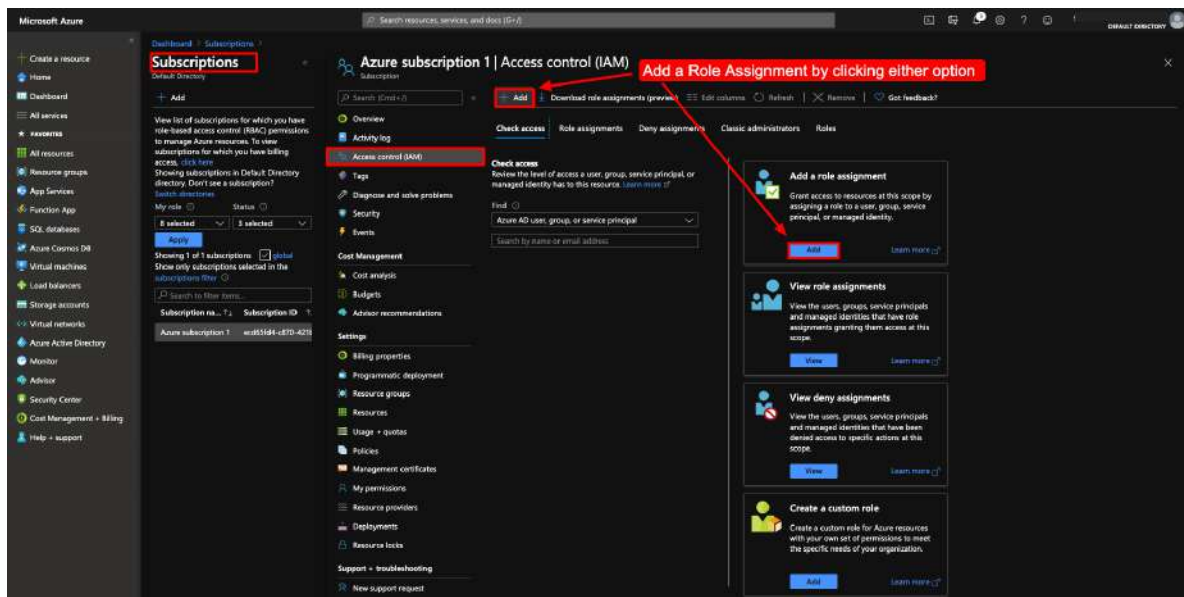 Microsoft Azure
Search resources, services, and docs (G+/)
DEFAULT DIRECTORY
Create a resource
Home
Dashboard
All services
FAVORITES
All resources
Resource groups
App Services
Function App
SQL databases
Azure Cosmos DB
Virtual machines
Load balancers
Storage accounts
Virtual networks
Azure Active Directory
Monitor
Advisor
Security Center
Cost Management + Billing
Help + support
Dashboard > Subscriptions >
Subscriptions
Default Directory
+ Add
View list of subscriptions for which you have
role-based access control (RBAC) permissions
to manage Azure resources. To view
subscriptions for which you have billing
access, click here
Showing subscriptions in Default Directory
directory. Don't see a subscription?
Switch directories
My role Status
8 selected 3 selected
Apply
Showing 1 of 1 subscriptions global
Show only subscriptions selected in the
subscriptions filter
Search to filter items...
Subscription na... ↑↓ Subscription ID ↑
Azure subscription 1
Azure subscription 1 | Access control (IAM)
Subscription
Search (Cmd+/)
Overview
Activity log
Access control (IAM)
Tags
Diagnose and solve problems
Security
Events
Cost Management
Cost analysis
Budgets
Advisor recommendations
Settings
Billing properties
Programmatic deployment
Resource groups
Resources
Usage + quotas
Policies
Management certificates
My permissions
Resource providers
Deployments
Resource locks
Support + troubleshooting
New support request
Add a Role Assignment by clicking either option
+ Add Download role assignments (preview) Edit columns Refresh | Remove | Got feedback?
Check access Role assignments Deny assignments Classic administrators Roles
Check access
Review the level of access a user, group, service principal, or
managed identity has to this resource. Learn more
Find
Azure AD user, group, or service principal
Search by name or email address
Add a role assignment
Grant access to resources at this scope by
assigning a role to a user, group, service
principal, or managed identity.
Add Learn more
View role assignments
View the users, groups, service principals
and managed identities that have role
assignments granting them access at this
scope.
View Learn more
View deny assignments
View the users, groups, service principals
and managed identities that have been
denied access to specific actions at this
scope.
View Learn more
Create a custom role
Create a custom role for Azure resources
with your own set of permissions to meet
the specific needs of your organization.
Add Learn more